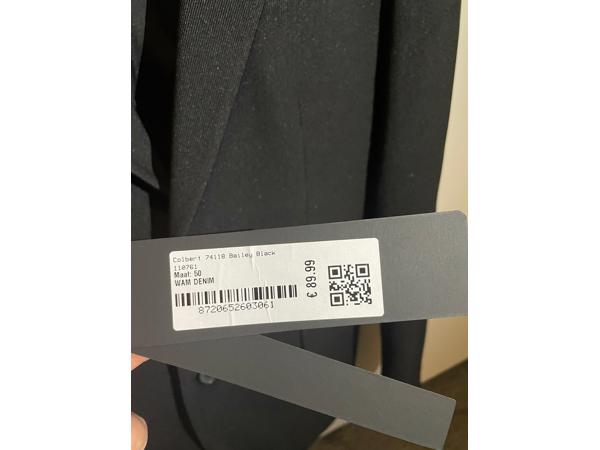 Colbert 74118 Bailey Black
110761
Maat: 50
WAM DENIM
8720652603061
€ 89.99